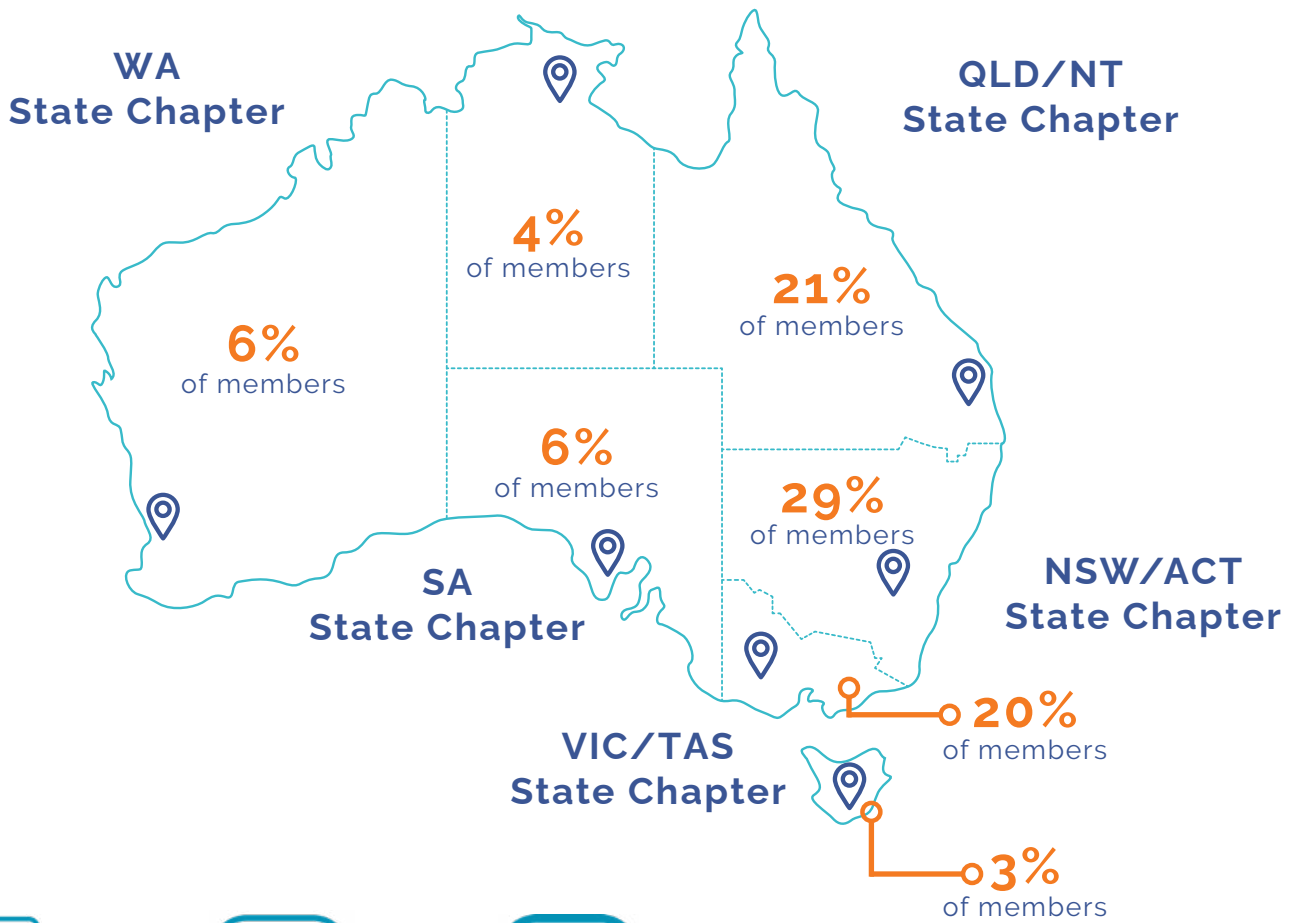 WA
State Chapter
QLD/NT
State Chapter
4%
of members
21%
of members
6%
of members
6%
of members
29%
of members
SA
State Chapter
NSW/ACT
State Chapter
20%
of members
VIC/TAS
State Chapter
3%
of members